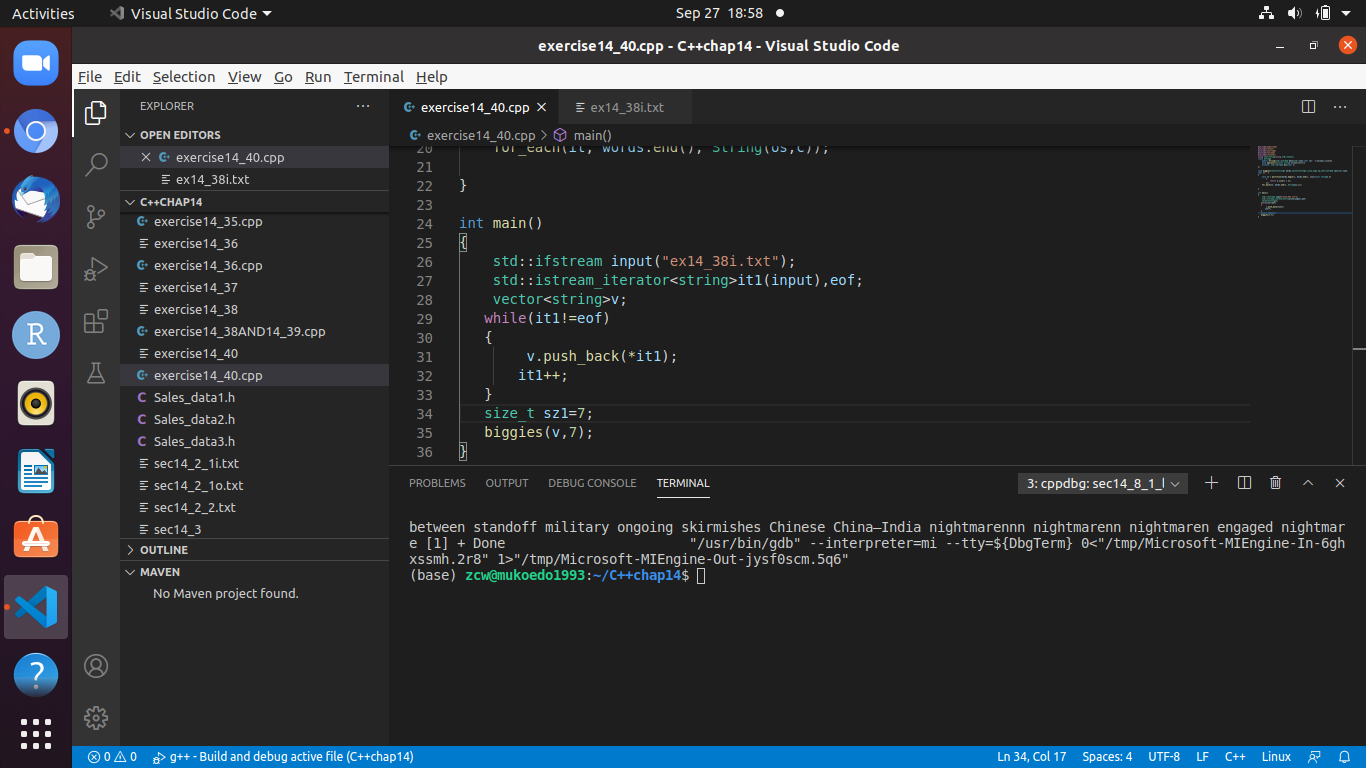 Activities
Visual Studio Code
Sep 27 18:58
exercise14_40.cpp - C++chap14 - Visual Studio Code
File Edit Selection View Go Run Terminal Help
EXPLORER
OPEN EDITORS
exercise14_40.cpp
ex14_38i.txt
C++CHAP14
exercise14_35.cpp
exercise14_36
exercise14_36.cpp
exercise14_37
exercise14_38
exercise14_38AND14_39.cpp
exercise14_40
exercise14_40.cpp
Sales_data1.h
Sales_data2.h
Sales_data3.h
sec14_2_1i.txt
sec14_2_1o.txt
sec14_2_2.txt
sec14_3
OUTLINE
MAVEN
No Maven project found.
exercise14_40.cpp
ex14_38i.txt
exercise14_40.cpp > main()
20 for_each(it, words.end(), String(os,c));
21
22 }
23
24 int main()
25 {
26 std::ifstream input("ex14_38i.txt");
27 std::istream_iterator<string>it1(input),eof;
28 vector<string>v;
29 while(it1!=eof)
30 {
31 v.push_back(*it1);
32 it1++;
33 }
34 size_t sz1=7;
35 biggies(v,7);
36 }
PROBLEMS OUTPUT DEBUG CONSOLE TERMINAL
3: cppdbg: sec14_8_1_l
between standoff military ongoing skirmishes Chinese China–India nightmarennn nightmarenn nightmaren engaged nightmar
e [1] + Done "/usr/bin/gdb" --interpreter=mi --tty=${DbgTerm} 0<"/tmp/Microsoft-MIEngine-In-6gh
xssmh.2r8" 1>"/tmp/Microsoft-MIEngine-Out-jysf0scm.5q6"
(base) zcw@mukoedo1993:~/C++chap14$
0 0 g++ - Build and debug active file (C++chap14)
Ln 34, Col 17 Spaces: 4 UTF-8 LF C++ Linux